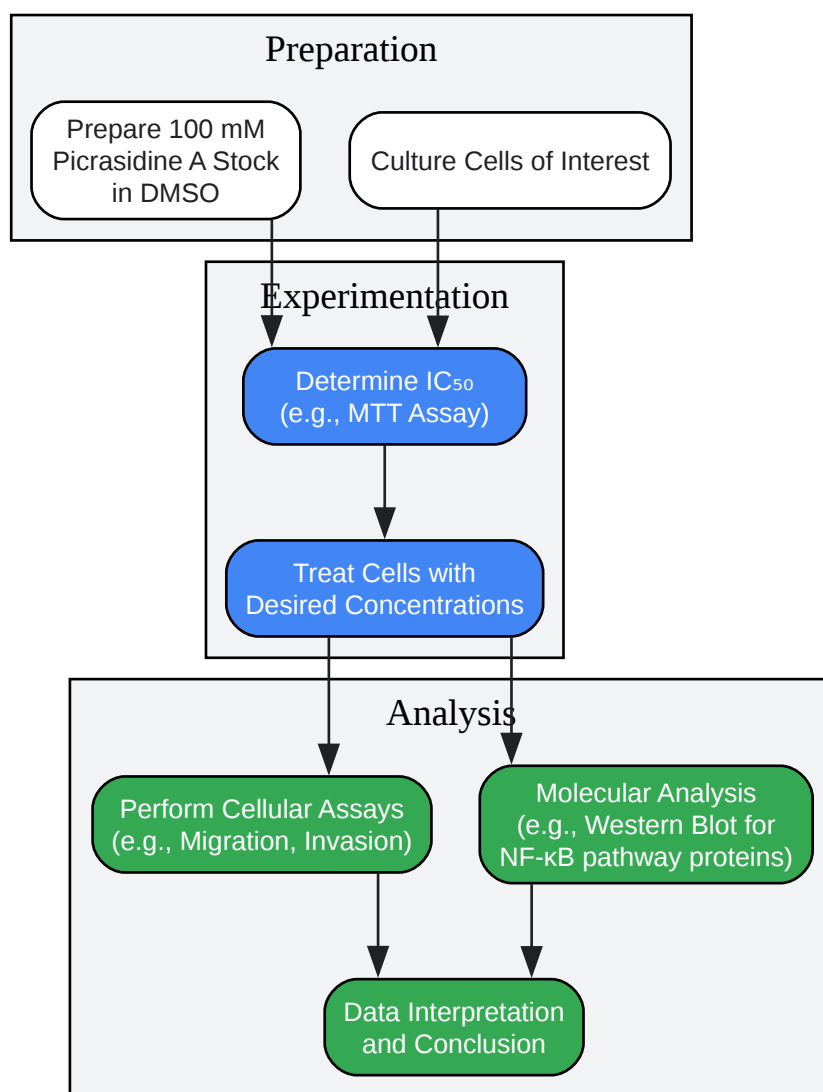 Preparation
Prepare 100 mM
Picrasidine A Stock
in DMSO
Culture Cells of Interest
Experimentation
Determine IC₅₀
(e.g., MTT Assay)
Treat Cells with
Desired Concentrations
Analysis
Perform Cellular Assays
(e.g., Migration, Invasion)
Molecular Analysis
(e.g., Western Blot for
NF-κB pathway proteins)
Data Interpretation
and Conclusion